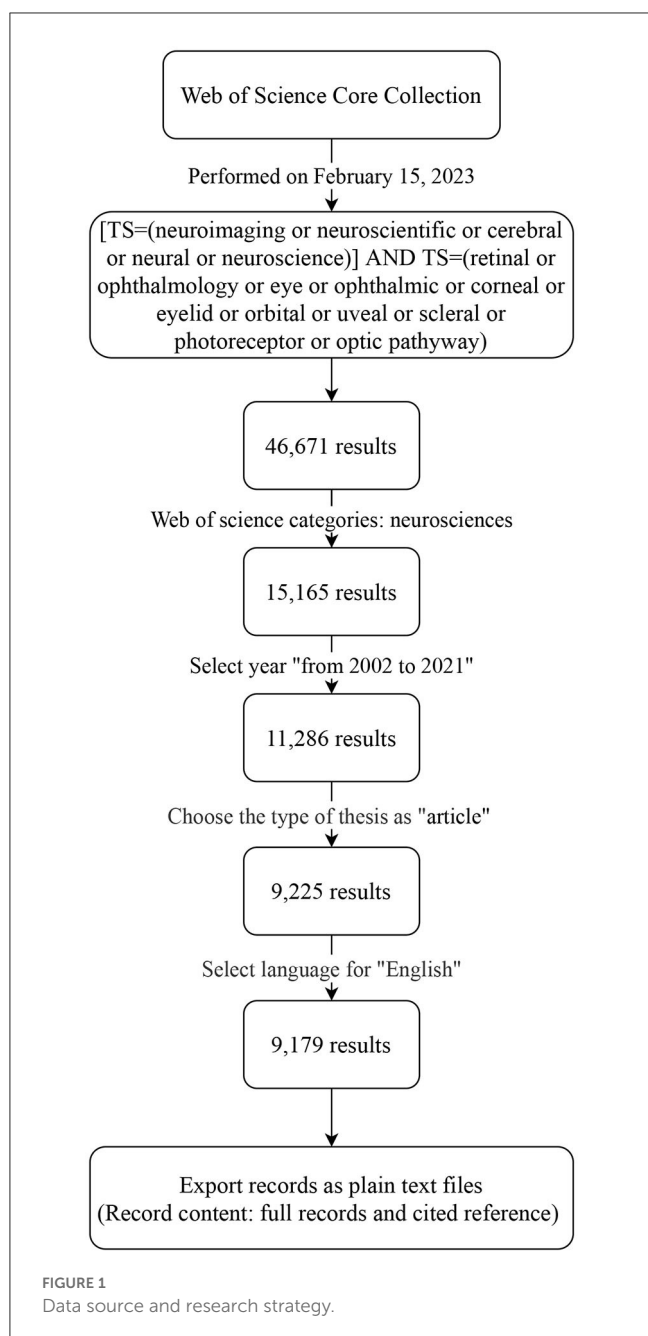 Web of Science Core Collection
Performed on February 15, 2023
[TS=(neuroimaging or neuroscientific or cerebral
or neural or neuroscience)] AND TS=(retinal or
ophthalmology or eye or ophthalmic or corneal or
eyelid or orbital or uveal or scleral or
photoreceptor or optic pathyway)
46,671 results
Web of science categories: neurosciences
15,165 results
Select year "from 2002 to 2021"
11,286 results
Choose the type of thesis as "article"
9,225 results
Select language for "English"
9,179 results
Export records as plain text files
(Record content: full records and cited reference)
FIGURE 1
Data source and research strategy.